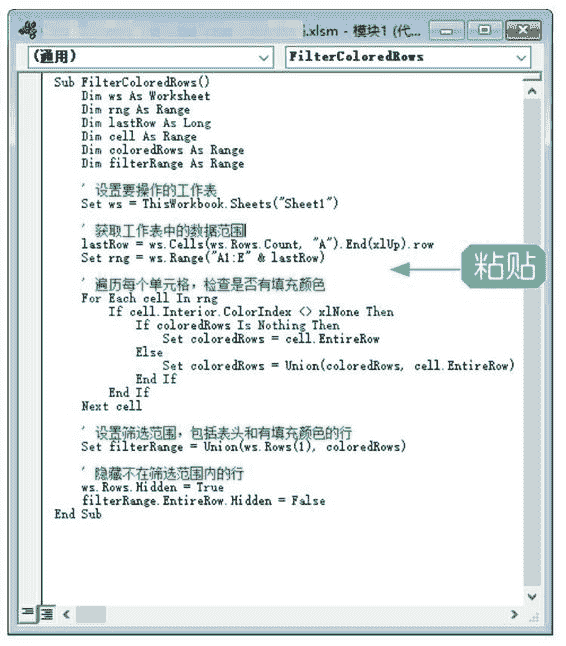 .xlsm - 模块1 (代...
(通用)
FilterColoredRows
Sub FilterColoredRows()
    Dim ws As Worksheet
    Dim rng As Range
    Dim lastRow As Long
    Dim cell As Range
    Dim coloredRows As Range
    Dim filterRange As Range
    ' 设置要操作的工作表
    Set ws = ThisWorkbook.Sheets("Sheet1")
    ' 获取工作表中的数据范围
    lastRow = ws.Cells(ws.Rows.Count, "A").End(xlUp).row
    Set rng = ws.Range("A1:E" & lastRow)
粘贴
    ' 遍历每个单元格，检查是否有填充颜色
    For Each cell In rng
        If cell.Interior.ColorIndex <> xlNone Then
            If coloredRows Is Nothing Then
                Set coloredRows = cell.EntireRow
            Else
                Set coloredRows = Union(coloredRows, cell.EntireRow)
            End If
        End If
    Next cell
    ' 设置筛选范围，包括表头和有填充颜色的行
    Set filterRange = Union(ws.Rows(1), coloredRows)
    ' 隐藏不在筛选范围内的行
    ws.Rows.Hidden = True
    filterRange.EntireRow.Hidden = False
End Sub